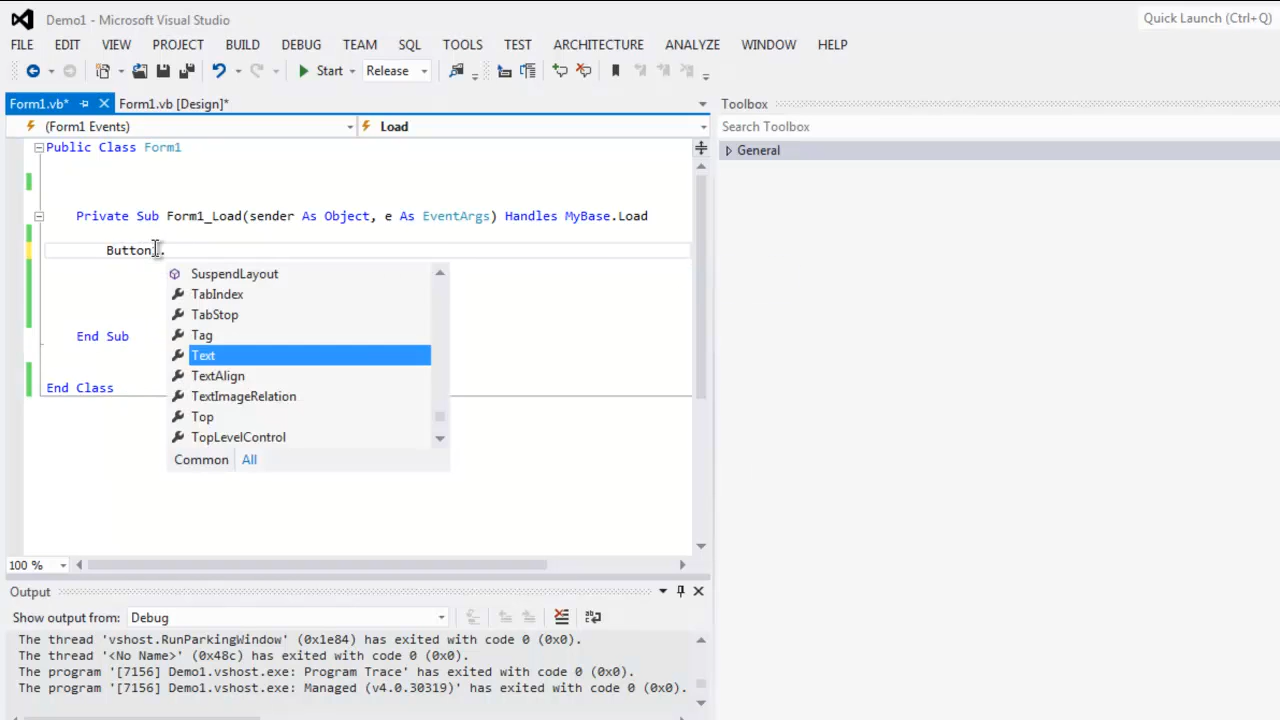 Demo1 - Microsoft Visual Studio
Quick Launch (Ctrl+Q)
FILE EDIT VIEW PROJECT BUILD DEBUG TEAM SQL TOOLS TEST ARCHITECTURE ANALYZE WINDOW HELP
Start Release
Form1.vb* Form1.vb [Design]*
Toolbox
(Form1 Events) Load
Search Toolbox
General
Public Class Form1
Private Sub Form1_Load(sender As Object, e As EventArgs) Handles MyBase.Load
Button1.
SuspendLayout
TabIndex
TabStop
Tag
Text
TextAlign
TextImageRelation
Top
TopLevelControl
Common All
End Sub
End Class
100 %
Output
Show output from: Debug
The thread 'vshost.RunParkingWindow' (0x1e84) has exited with code 0 (0x0).
The thread '<No Name>' (0x48c) has exited with code 0 (0x0).
The program '[7156] Demo1.vshost.exe: Program Trace' has exited with code 0 (0x0).
The program '[7156] Demo1.vshost.exe: Managed (v4.0.30319)' has exited with code 0 (0x0).